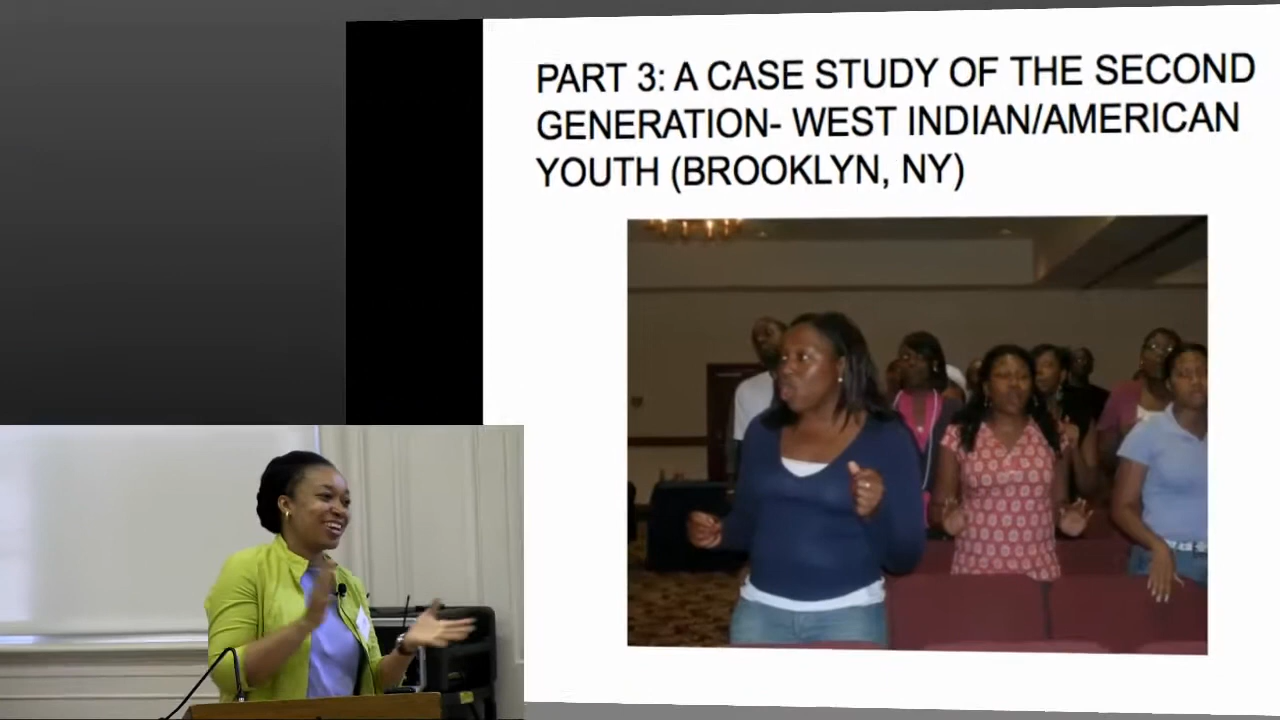 PART 3: A CASE STUDY OF THE SECOND
GENERATION- WEST INDIAN/AMERICAN
YOUTH (BROOKLYN, NY)